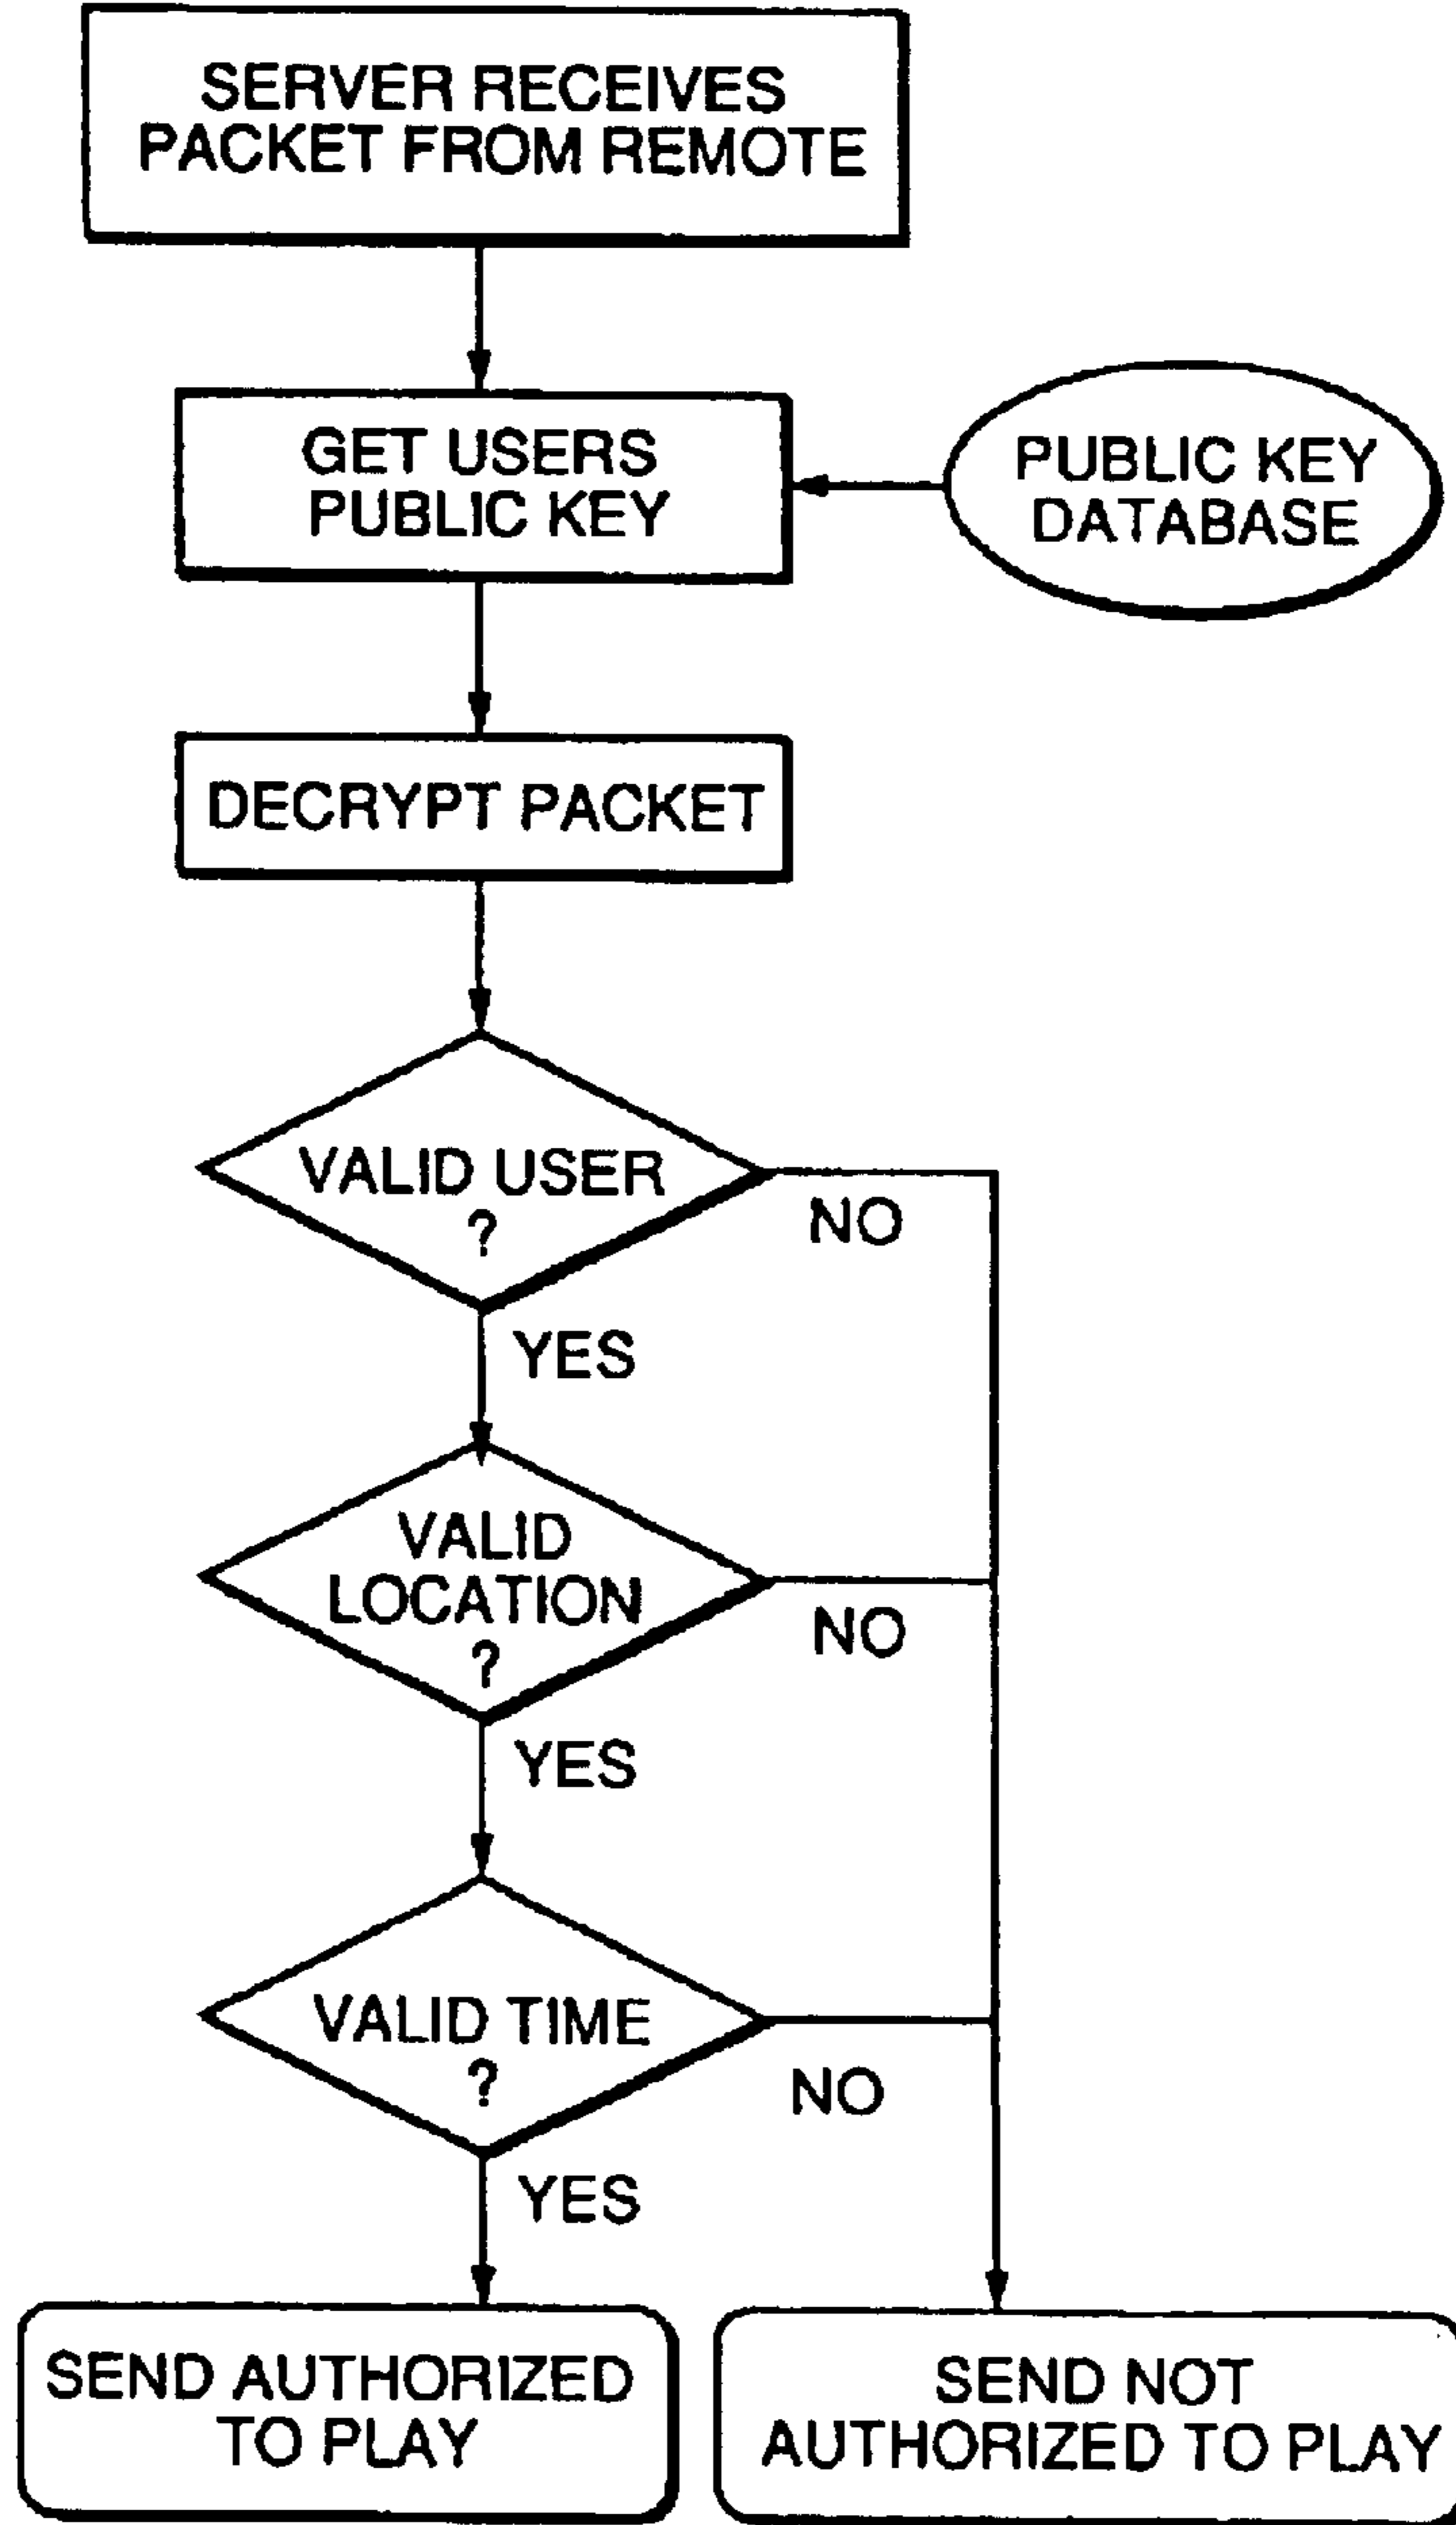 SERVER RECEIVES
PACKET FROM REMOTE
GET USERS
PUBLIC KEY
PUBLIC KEY
DATABASE
DECRYPT PACKET
VALID USER
?
NO
YES
VALID
LOCATION
?
NO
YES
VALID TIME
?
NO
YES
SEND AUTHORIZED
TO PLAY
SEND NOT
AUTHORIZED TO PLAY